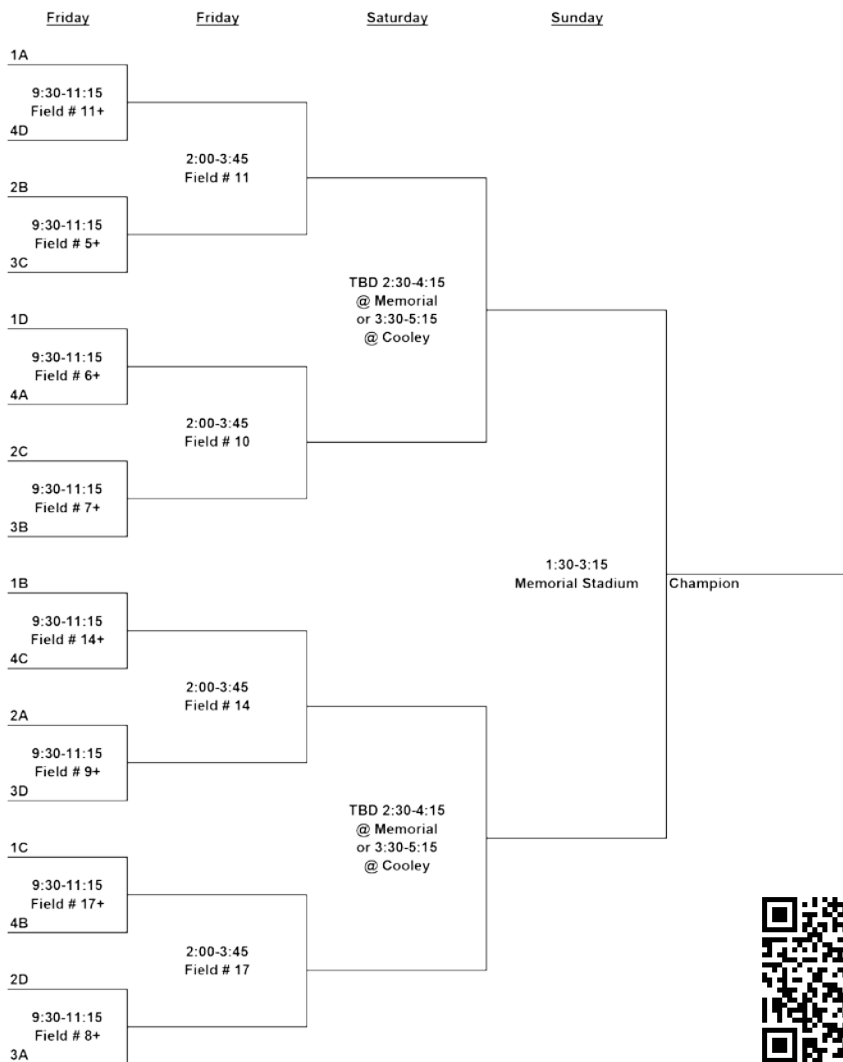 Friday Friday Saturday Sunday
1A
9:30-11:15
Field # 11+
4D
2:00-3:45
Field # 11
2B
9:30-11:15
Field # 5+
3C
TBD 2:30-4:15
@ Memorial
or 3:30-5:15
@ Cooley
1D
9:30-11:15
Field # 6+
4A
2:00-3:45
Field # 10
2C
9:30-11:15
Field # 7+
3B
1:30-3:15
Memorial Stadium Champion
1B
9:30-11:15
Field # 14+
4C
2:00-3:45
Field # 14
2A
9:30-11:15
Field # 9+
3D
TBD 2:30-4:15
@ Memorial
or 3:30-5:15
@ Cooley
1C
9:30-11:15
Field # 17+
4B
2:00-3:45
Field # 17
2D
9:30-11:15
Field # 8+
3A